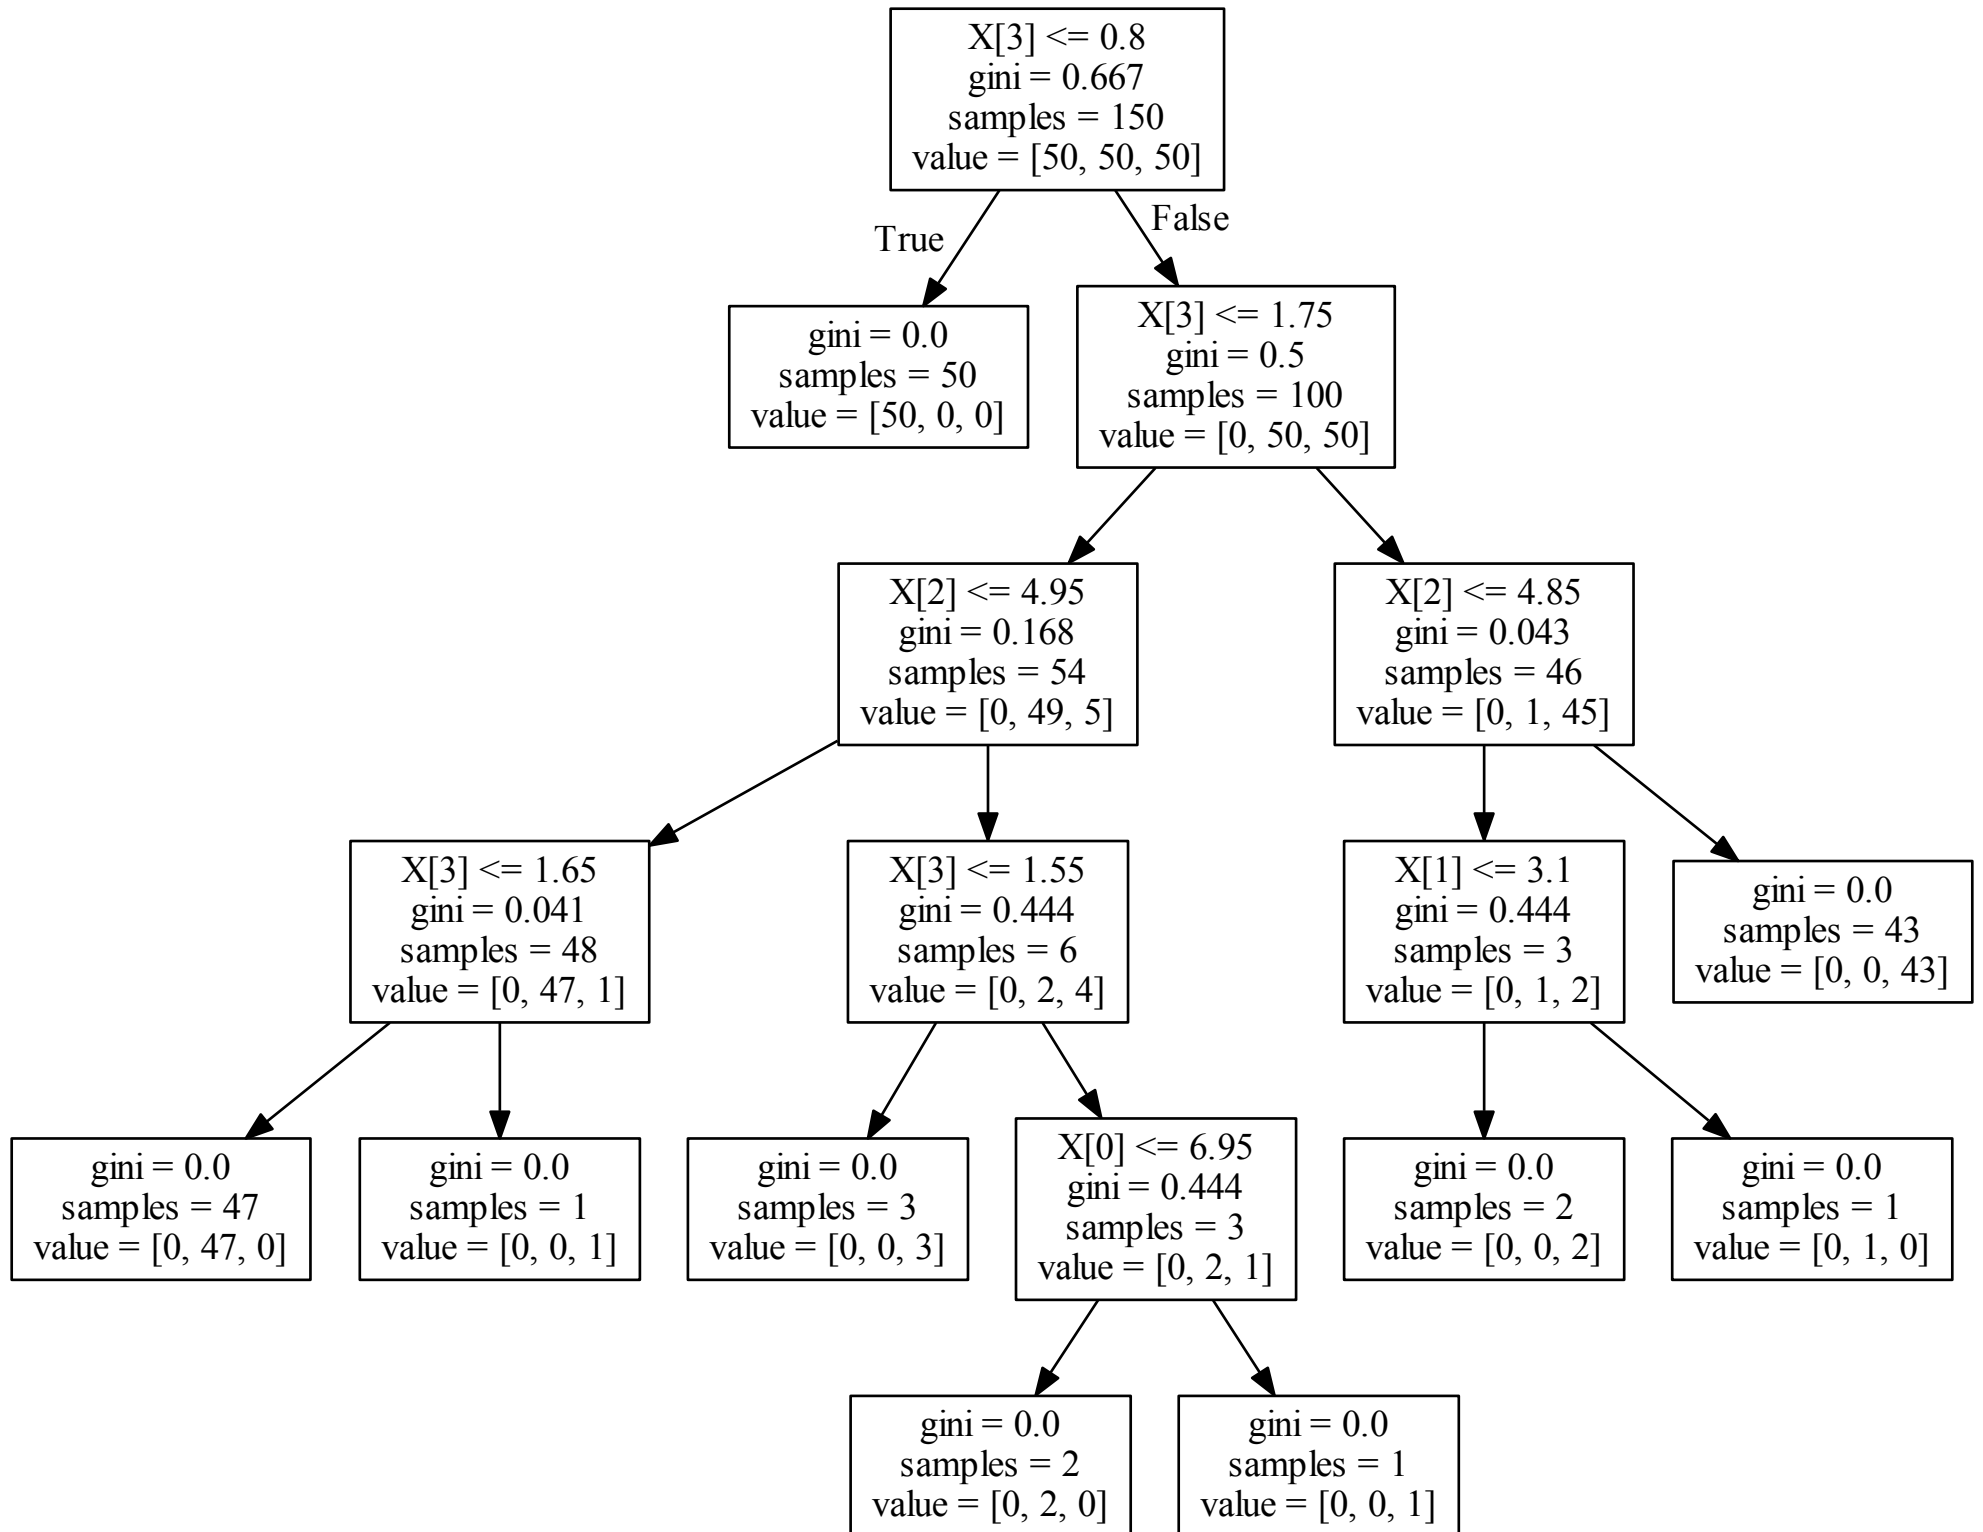 X[3] <= 0.8
gini = 0.667
samples = 150
value = [50, 50, 50]
True
False
gini = 0.0
samples = 50
value = [50, 0, 0]
X[3] <= 1.75
gini = 0.5
samples = 100
value = [0, 50, 50]
X[2] <= 4.95
gini = 0.168
samples = 54
value = [0, 49, 5]
X[2] <= 4.85
gini = 0.043
samples = 46
value = [0, 1, 45]
X[3] <= 1.65
gini = 0.041
samples = 48
value = [0, 47, 1]
X[3] <= 1.55
gini = 0.444
samples = 6
value = [0, 2, 4]
X[1] <= 3.1
gini = 0.444
samples = 3
value = [0, 1, 2]
gini = 0.0
samples = 43
value = [0, 0, 43]
gini = 0.0
samples = 47
value = [0, 47, 0]
gini = 0.0
samples = 1
value = [0, 0, 1]
gini = 0.0
samples = 3
value = [0, 0, 3]
X[0] <= 6.95
gini = 0.444
samples = 3
value = [0, 2, 1]
gini = 0.0
samples = 2
value = [0, 0, 2]
gini = 0.0
samples = 1
value = [0, 1, 0]
gini = 0.0
samples = 2
value = [0, 2, 0]
gini = 0.0
samples = 1
value = [0, 0, 1]